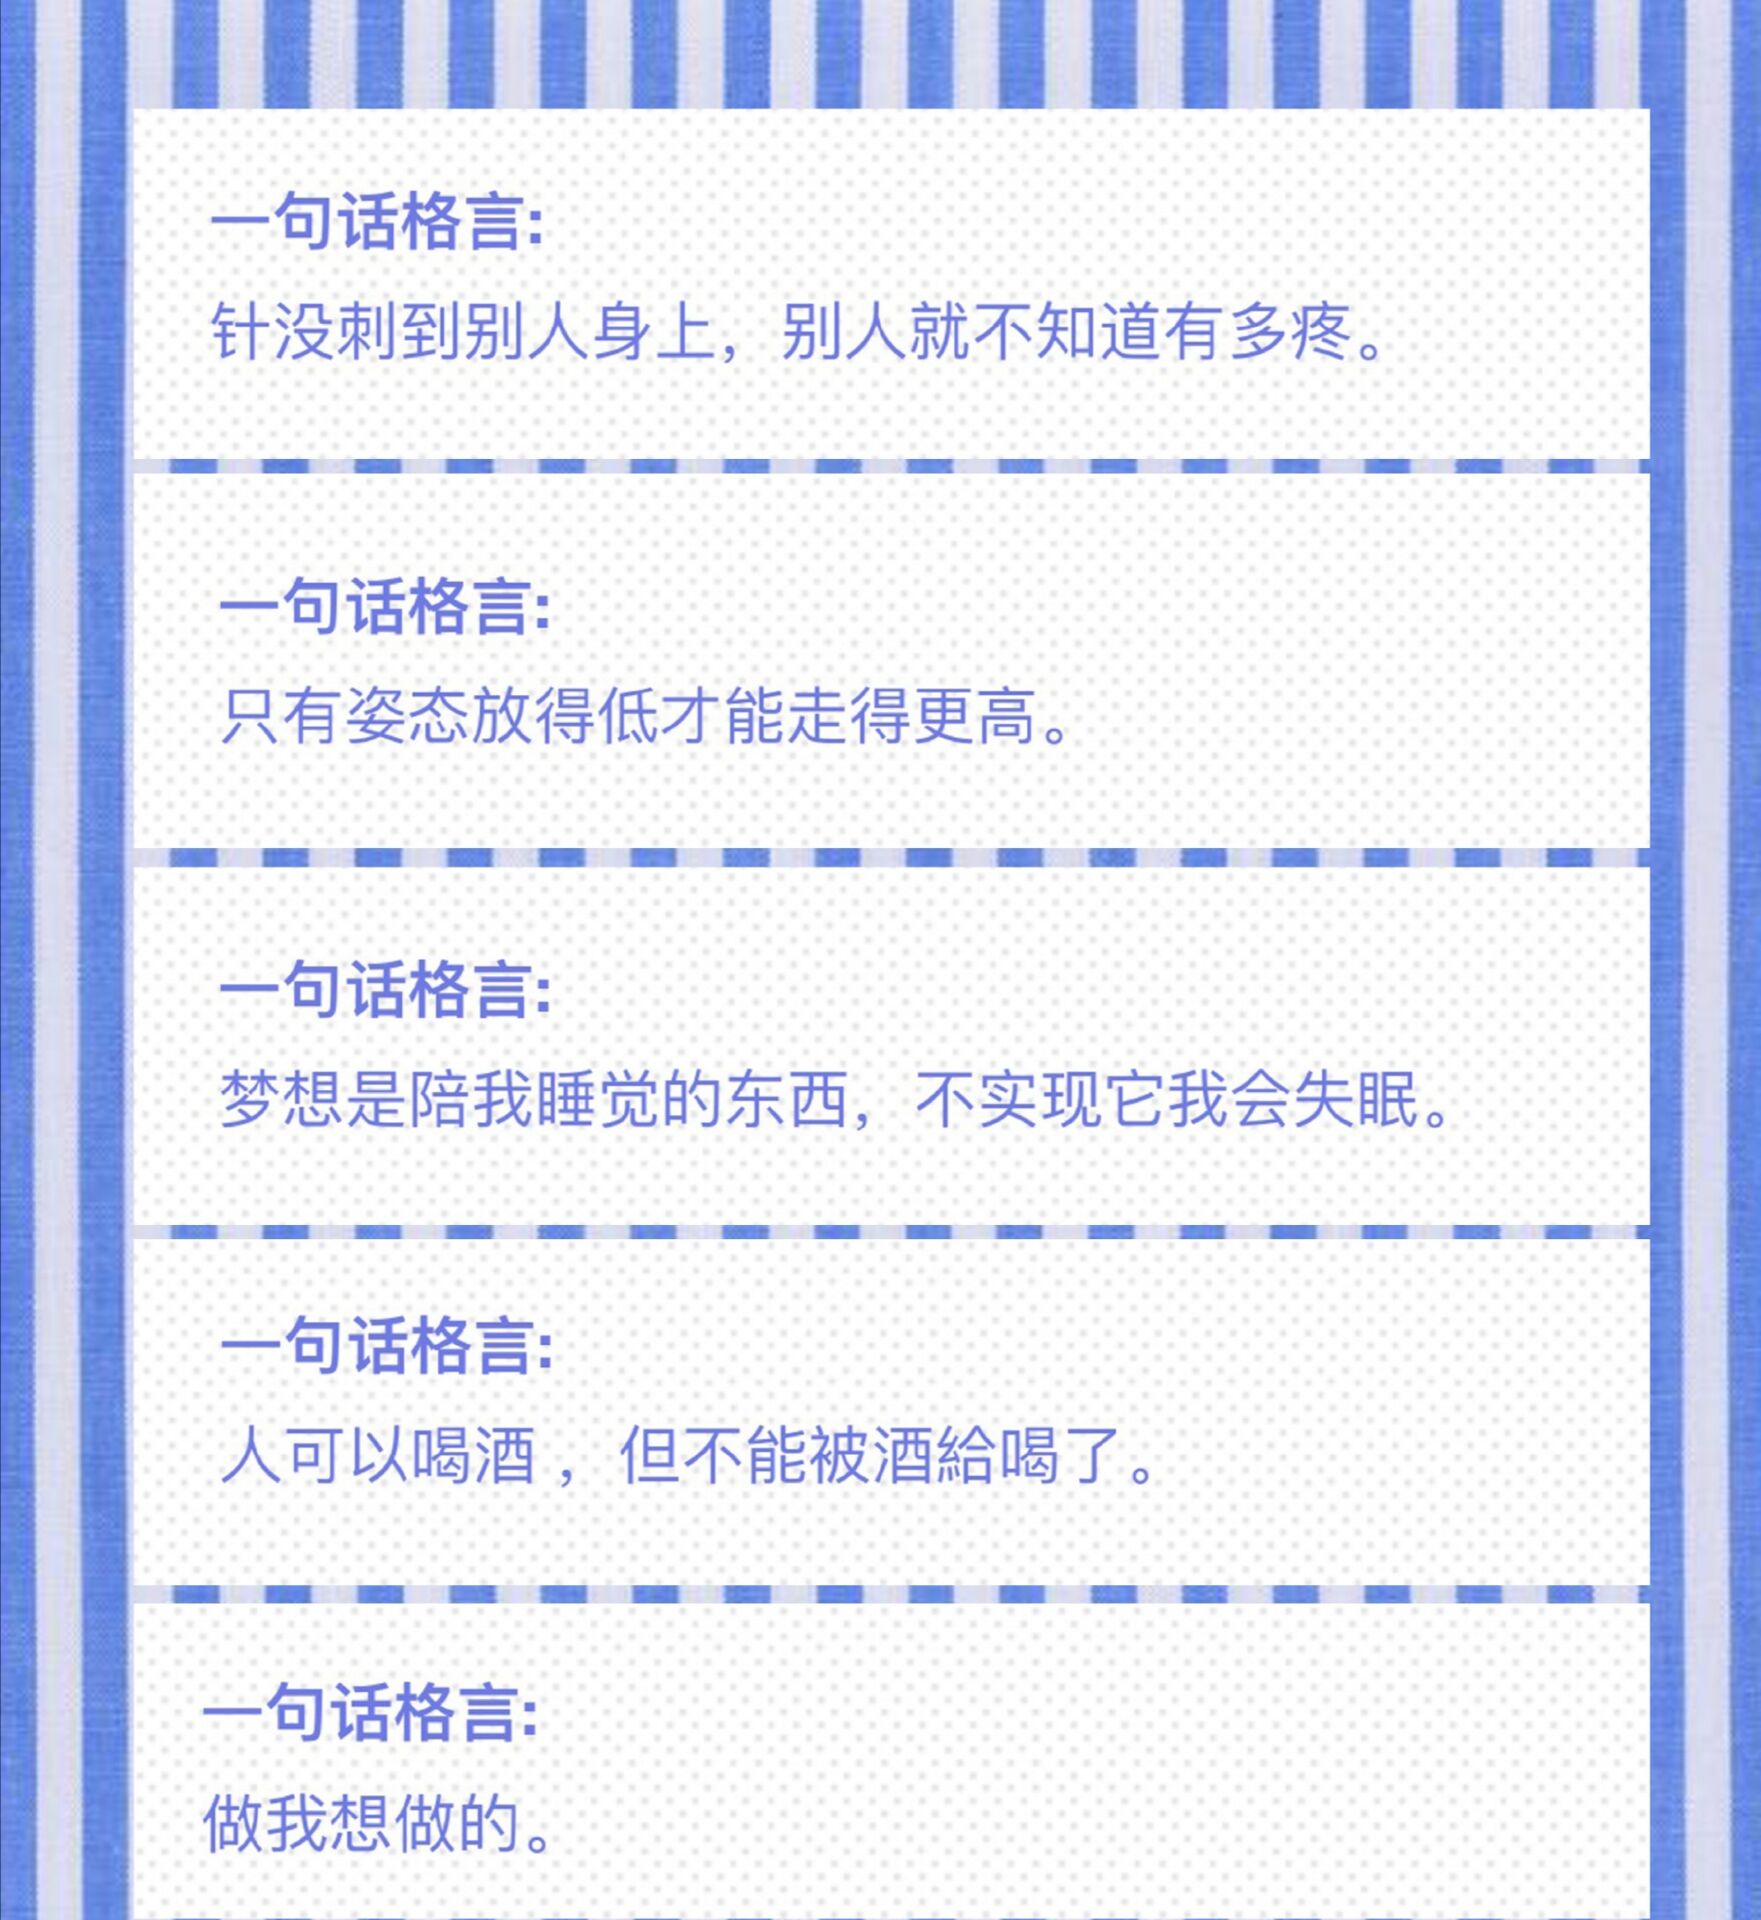 一句话格言:
针没刺到别人身上，别人就不知道有多疼。
一句话格言:
只有姿态放得低才能走得更高。
一句话格言:
梦想是陪我睡觉的东西，不实现它我会失眠。
一句话格言:
人可以喝酒 ，但不能被酒給喝了。
一句话格言:
做我想做的。